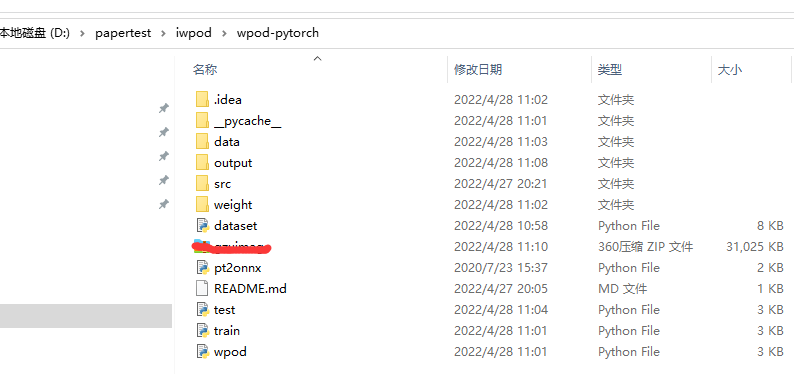 本地磁盘 (D:) › papertest › iwpod › wpod-pytorch
名称 修改日期 类型 大小
.idea 2022/4/28 11:02 文件夹
__pycache__ 2022/4/28 11:01 文件夹
data 2022/4/28 11:03 文件夹
output 2022/4/28 11:08 文件夹
src 2022/4/27 20:21 文件夹
weight 2022/4/28 11:02 文件夹
dataset 2022/4/28 10:58 Python File 8 KB
2022/4/28 11:10 360压缩 ZIP 文件 31,025 KB
pt2onnx 2020/7/23 15:37 Python File 2 KB
README.md 2022/4/27 20:05 MD 文件 1 KB
test 2022/4/28 11:04 Python File 3 KB
train 2022/4/28 11:01 Python File 3 KB
wpod 2022/4/28 11:01 Python File 3 KB